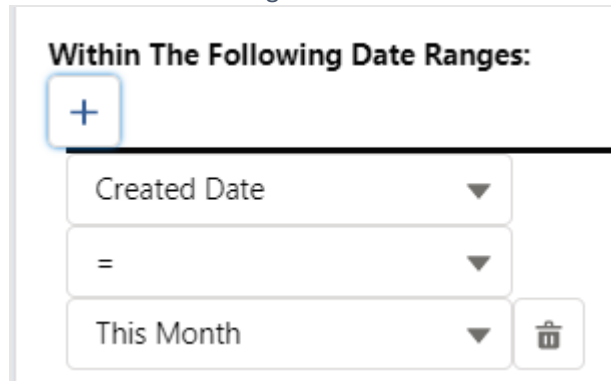 Within The Following Date Ranges:
+
Created Date
=
This Month